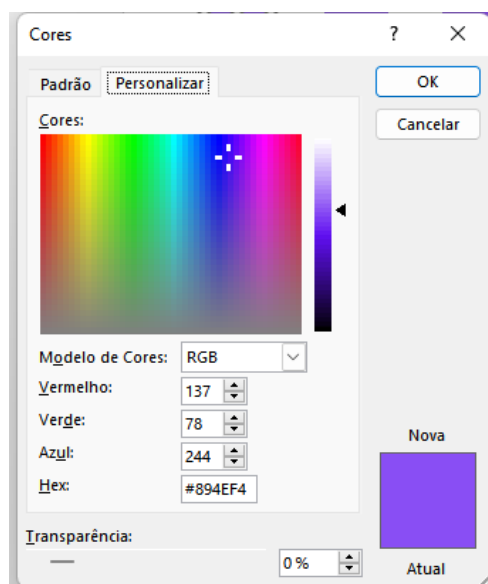 Cores ?
Padrão Personalizar OK
Cancelar
Cores:
Modelo de Cores: RGB
Vermelho: 137
Verde: 78
Azul: 244
Hex: #894EF4
Nova
Transparência:
0 %
Atual